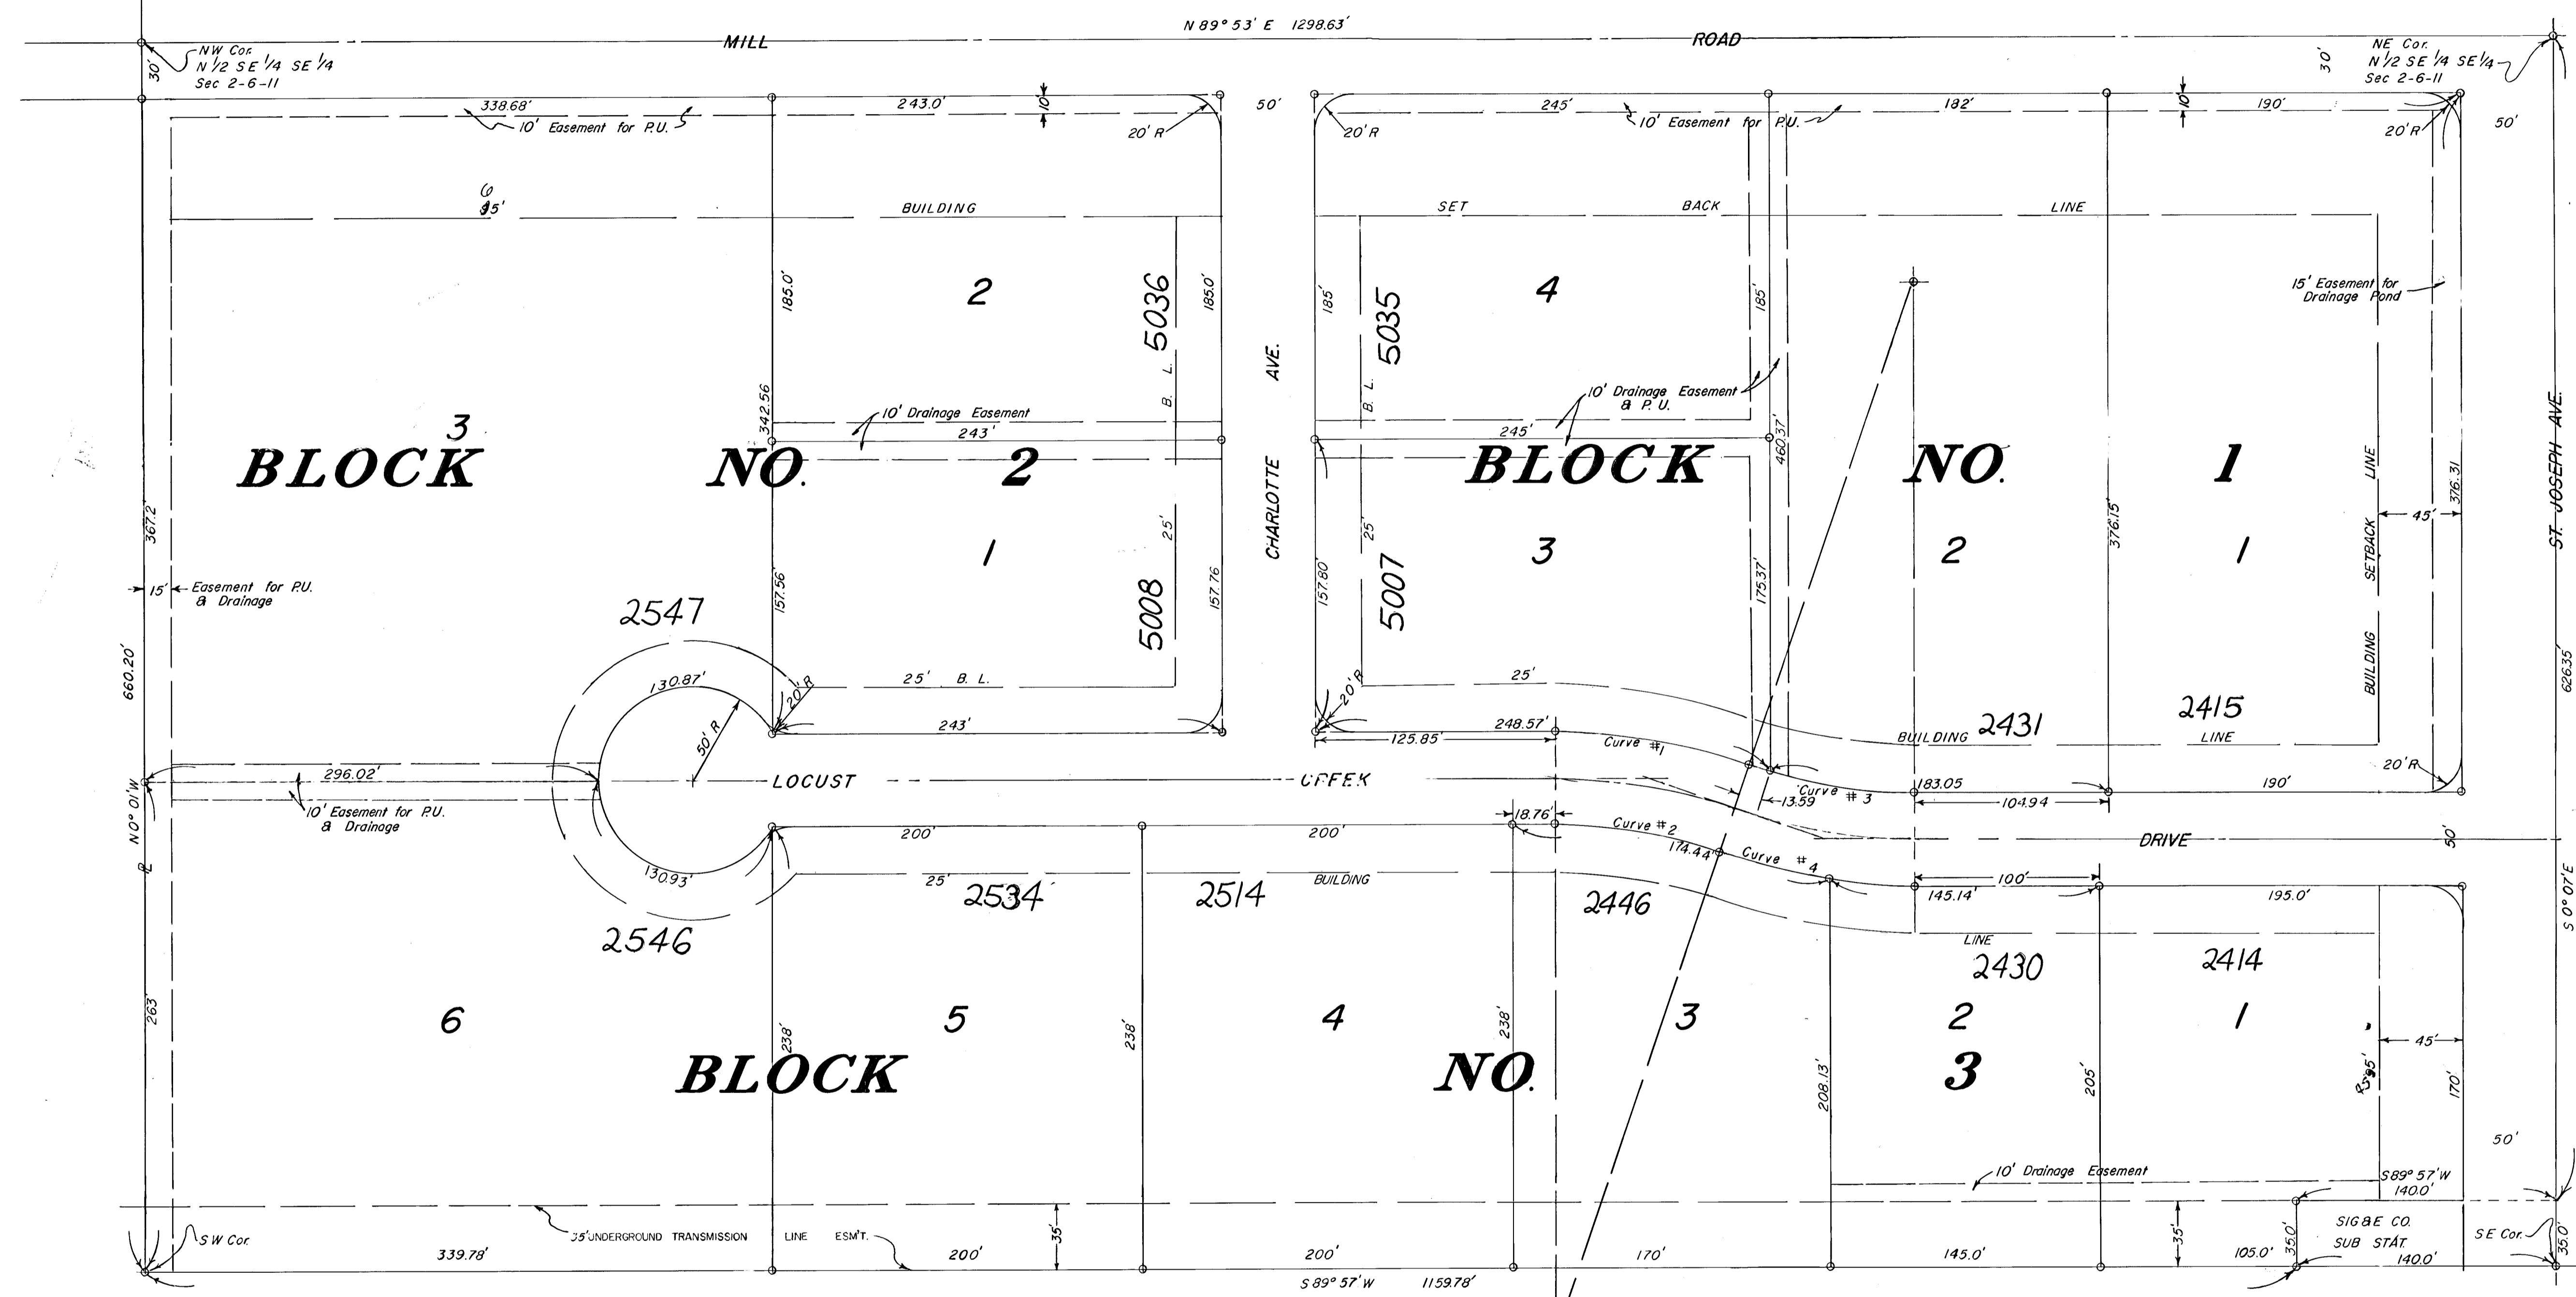 N 89° 53' E 1298.63'
MILL ROAD
NW Cor.
N 1/2 SE 1/4 SE 1/4
Sec 2-6-11
30'
NE Cor.
N 1/2 SE 1/4 SE 1/4
Sec 2-6-11
30'
338.68'
243.0'
10'
50'
245'
182'
10'
190'
50'
10' Easement for P.U.
20' R
20' R
10' Easement for P.U.
20' R
BUILDING SET BACK LINE
185.0'
2
5036
185.0'
185'
5035
4
185'
15' Easement for
Drainage Pond
CHARLOTTE AVE.
B. L.
B. L.
342.56
10' Drainage Easement
243'
10' Drainage Easement
& P. U.
245'
460.37'
ST. JOSEPH AVE.
3
BLOCK NO. 2
BLOCK NO. 1
367.2'
25'
25'
376.15'
376.31
45'
BUILDING SETBACK LINE
1
3
2
1
15'
Easement for P.U.
& Drainage
157.56'
5008
157.76
157.80'
5007
175.37'
2547
660.20'
626.35'
130.87'
20' R
25' B. L.
20' R
25'
2431
2415
BUILDING LINE
50' R
243'
125.85'
248.57'
Curve #1
20' R
296.02'
LOCUST
DRIVE
183.05
104.94
190'
13.59
Curve # 3
10' Easement for P.U.
& Drainage
N 0° 01' W
200'
200'
18.76'
Curve #2
174.44'
Curve #4
50'
130.93'
25'
BUILDING
LINE
100'
145.14'
195.0'
S 0° 07' E
2546
2534
2514
2446
2430
2414
263'
6
5
4
3
2
1
238'
238'
238'
208.13'
205'
45'
170'
BLOCK NO. 3
50'
10' Drainage Easement
S 89° 57' W
140.0'
SW Cor.
35' UNDERGROUND TRANSMISSION LINE ESM'T.
35'
35'
35.0'
SIG&E CO.
SUB STAT.
SE Cor.
35.0'
339.78'
200'
200'
170'
145.0'
105.0'
140.0'
S 89° 57' W 1159.78'